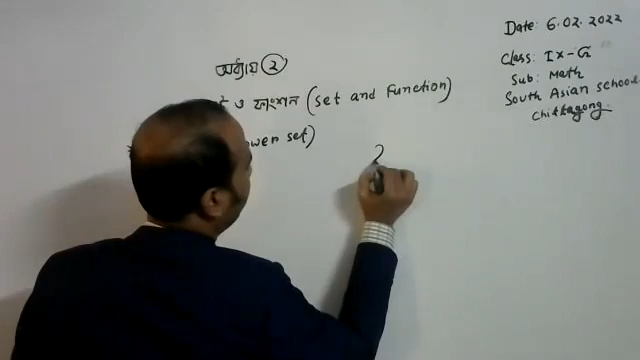 Date: 6.02.2022
Class: IX-G
Sub: Math
South Asian school
Chittagong
অধ্যায় ২
ও ফাংশন (Set and Function)
set)
2